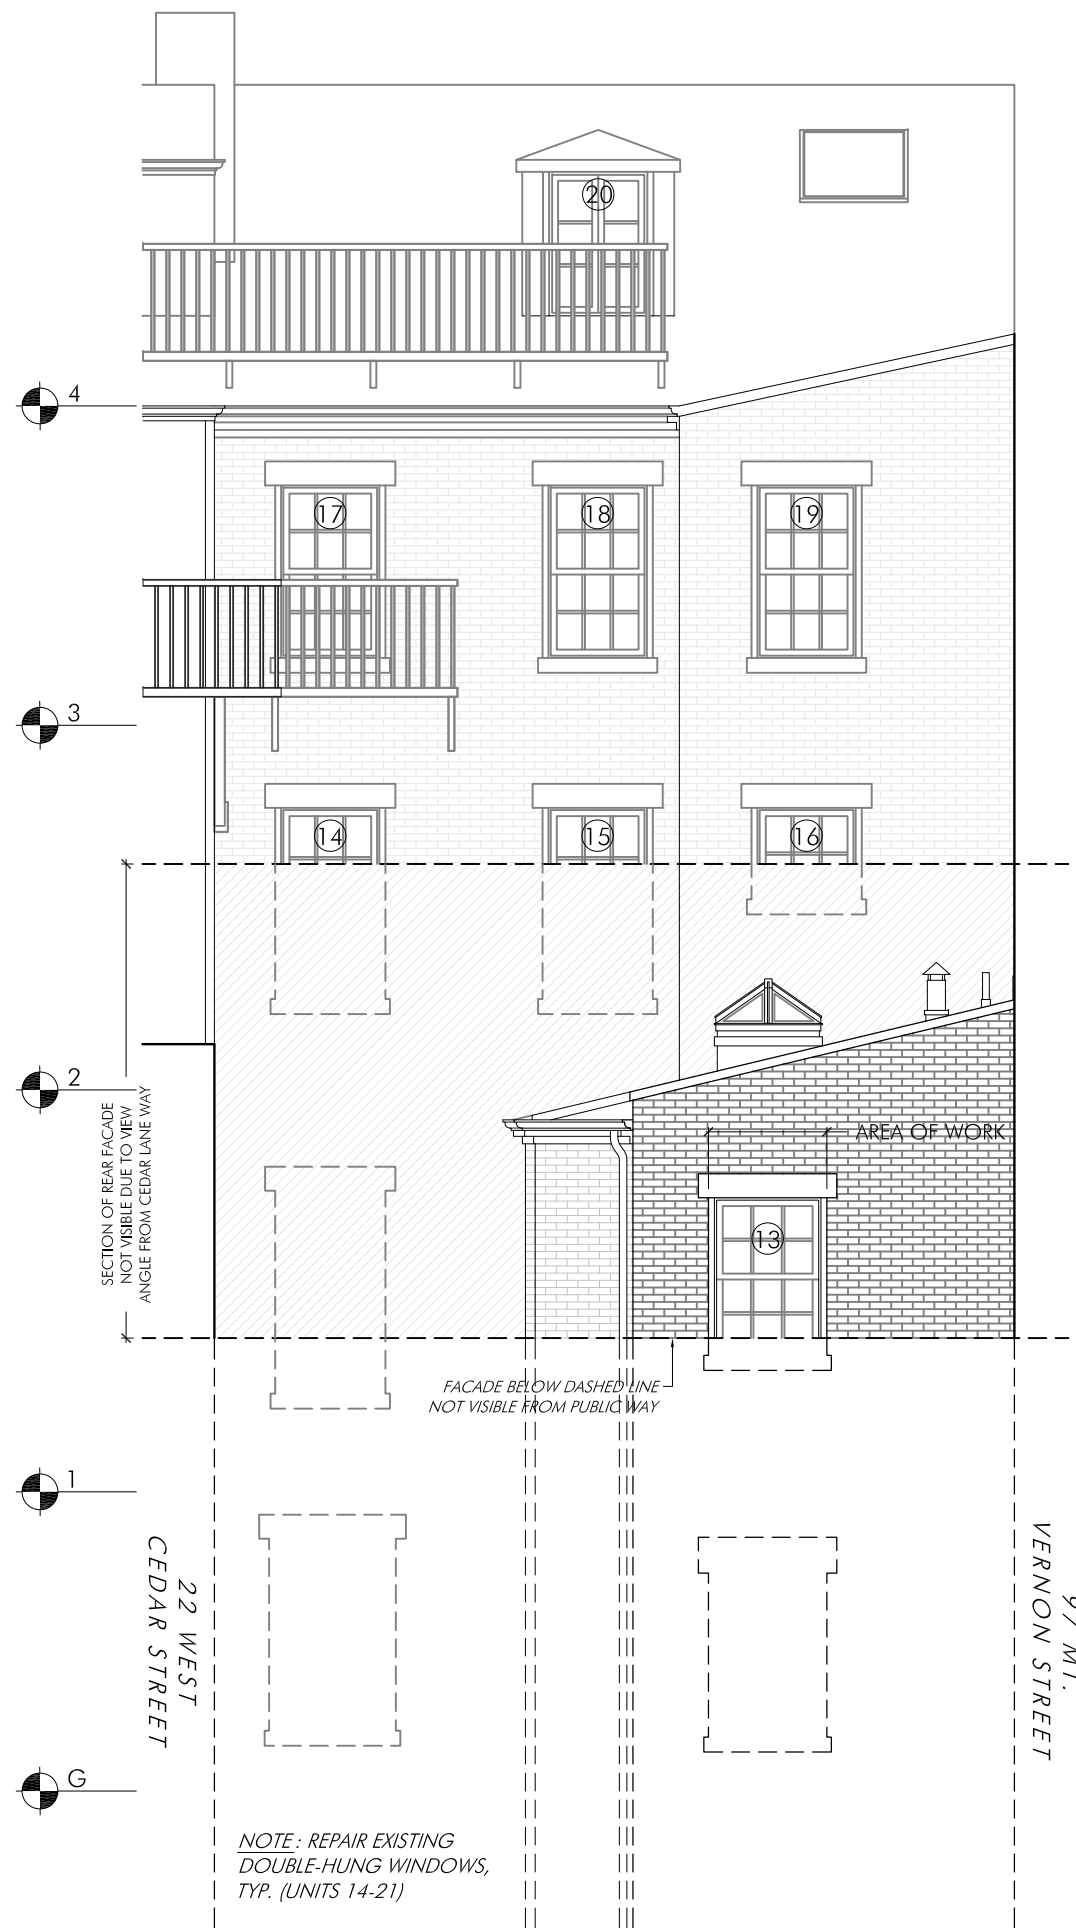 20
4
17
18
19
3
14
15
16
2
SECTION OF REAR FACADE
NOT VISIBLE DUE TO VIEW
ANGLE FROM CEDAR LANE WAY
AREA OF WORK
13
FACADE BELOW DASHED LINE
NOT VISIBLE FROM PUBLIC WAY
1
22 WEST
CEDAR STREET
97 MT.
VERNON STREET
G
NOTE: REPAIR EXISTING
DOUBLE-HUNG WINDOWS,
TYP. (UNITS 14-21)